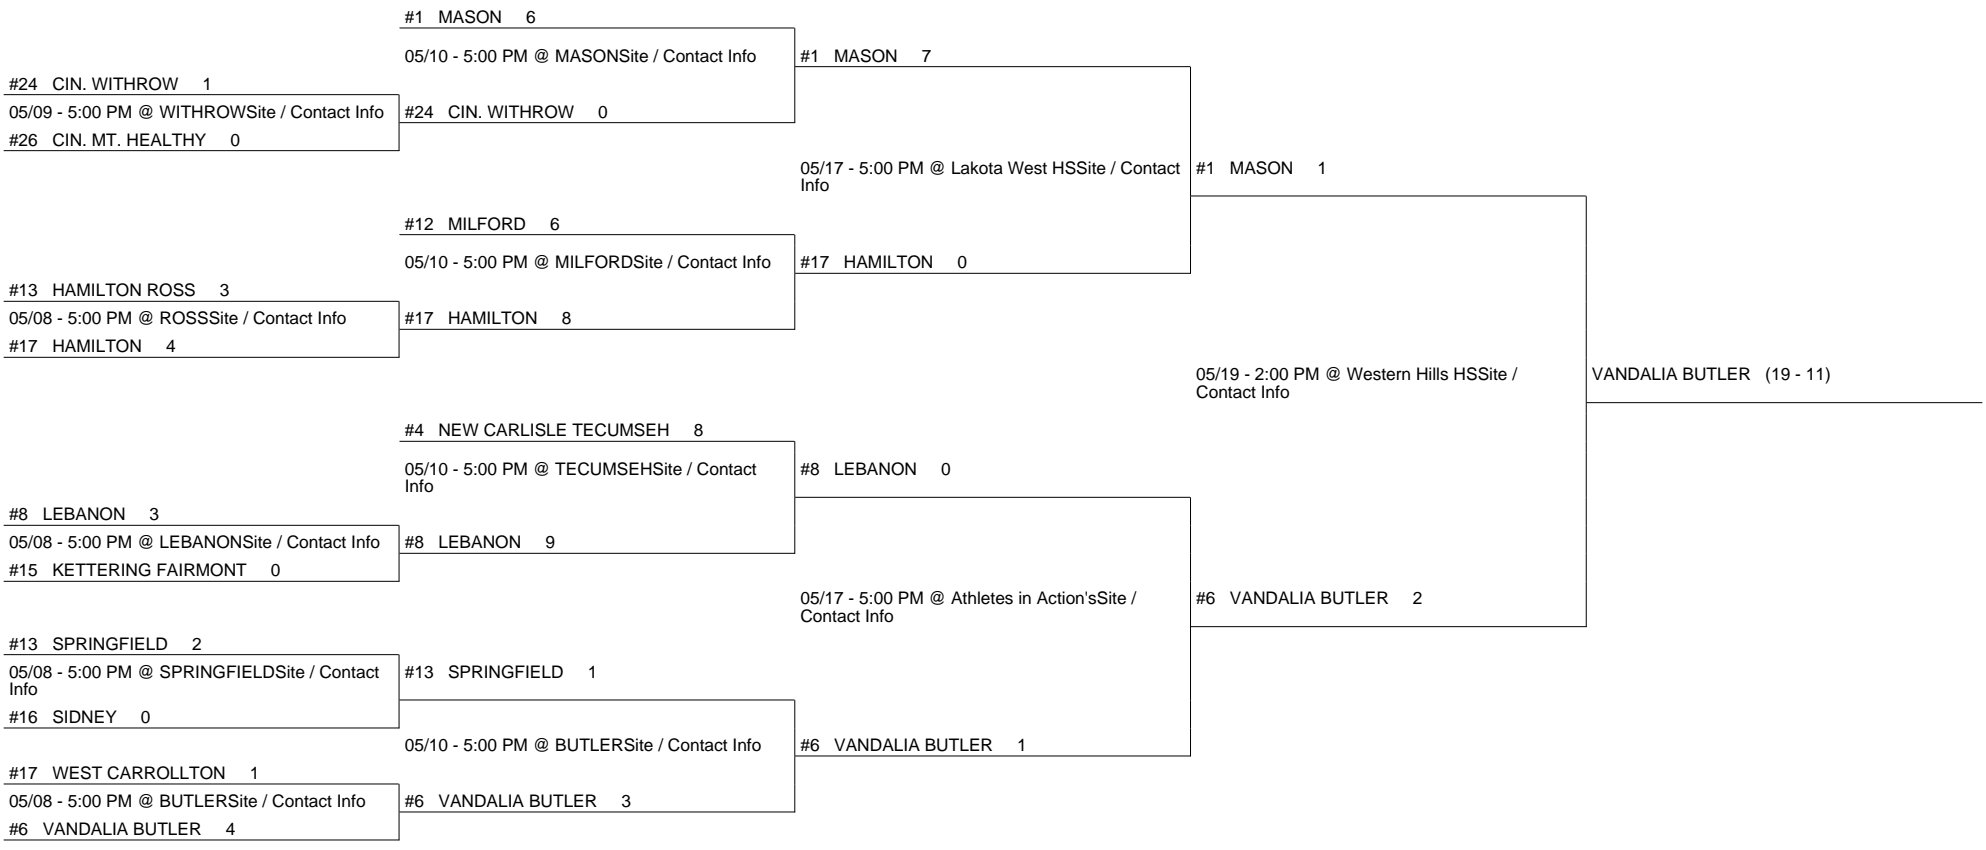 #1 MASON 6
05/10 - 5:00 PM @ MASONSite / Contact Info
#1 MASON 7
#24 CIN. WITHROW 1
05/09 - 5:00 PM @ WITHROWSite / Contact Info
#24 CIN. WITHROW 0
#26 CIN. MT. HEALTHY 0
05/17 - 5:00 PM @ Lakota West HSSite / Contact
Info
#1 MASON 1
#12 MILFORD 6
05/10 - 5:00 PM @ MILFORDSite / Contact Info
#17 HAMILTON 0
#13 HAMILTON ROSS 3
05/08 - 5:00 PM @ ROSSSite / Contact Info
#17 HAMILTON 8
#17 HAMILTON 4
05/19 - 2:00 PM @ Western Hills HSSite /
Contact Info
VANDALIA BUTLER (19 - 11)
#4 NEW CARLISLE TECUMSEH 8
05/10 - 5:00 PM @ TECUMSEHSite / Contact
Info
#8 LEBANON 0
#8 LEBANON 3
05/08 - 5:00 PM @ LEBANONSite / Contact Info
#8 LEBANON 9
#15 KETTERING FAIRMONT 0
05/17 - 5:00 PM @ Athletes in Action'sSite /
Contact Info
#6 VANDALIA BUTLER 2
#13 SPRINGFIELD 2
05/08 - 5:00 PM @ SPRINGFIELDSite / Contact
Info
#13 SPRINGFIELD 1
#16 SIDNEY 0
05/10 - 5:00 PM @ BUTLERSite / Contact Info
#6 VANDALIA BUTLER 1
#17 WEST CARROLLTON 1
05/08 - 5:00 PM @ BUTLERSite / Contact Info
#6 VANDALIA BUTLER 3
#6 VANDALIA BUTLER 4